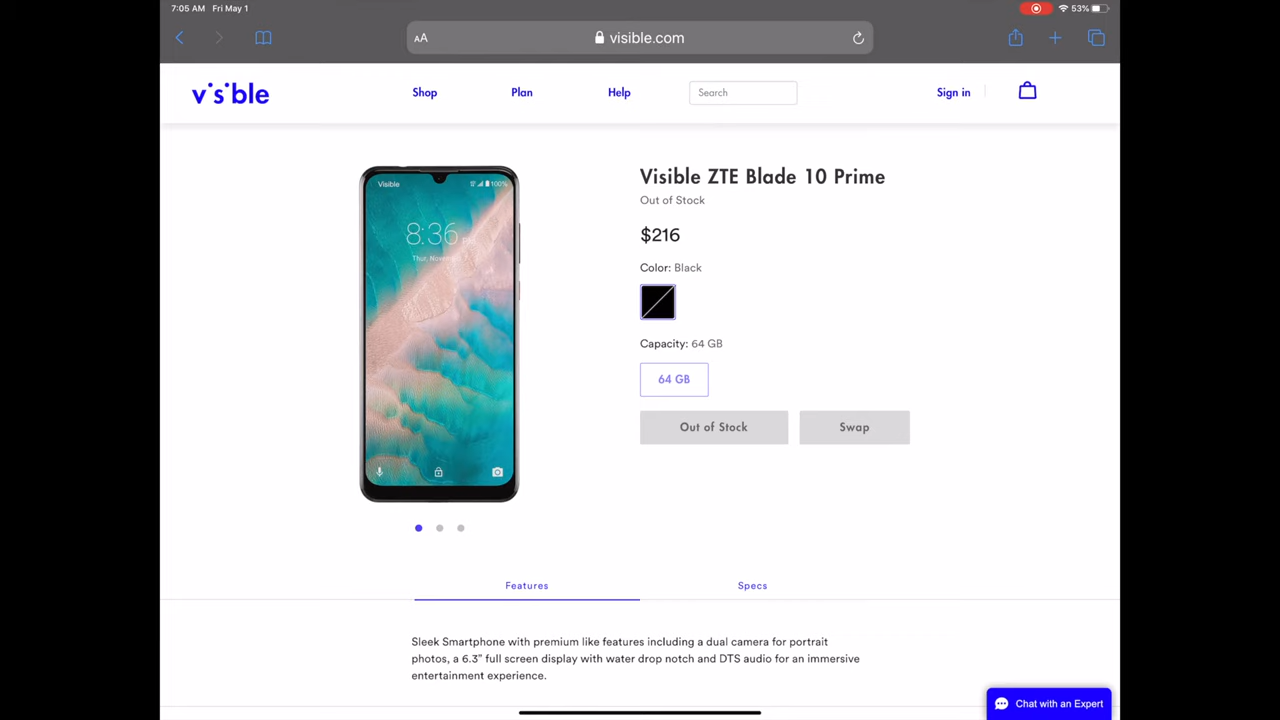 7:05 AM Fri May 1
53%
AA
visible.com
visible
Shop
Plan
Help
Search
Sign in
Visible
100%
8:36
Thur, November
Visible ZTE Blade 10 Prime
Out of Stock
$216
Color: Black
Capacity: 64 GB
64 GB
Out of Stock
Swap
Features
Specs
Sleek Smartphone with premium like features including a dual camera for portrait
photos, a 6.3” full screen display with water drop notch and DTS audio for an immersive
entertainment experience.
Chat with an Expert